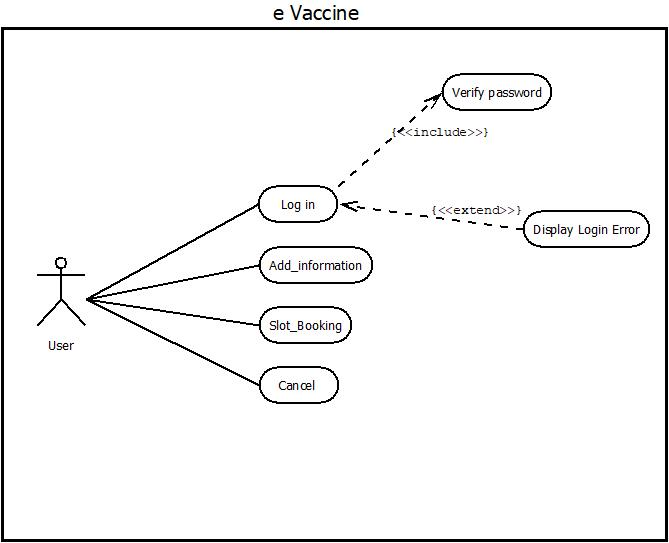 e Vaccine
Verify password
{<<include>>}
Log in
{<<extend>>}
Display Login Error
Add_information
Slot_Booking
User
Cancel